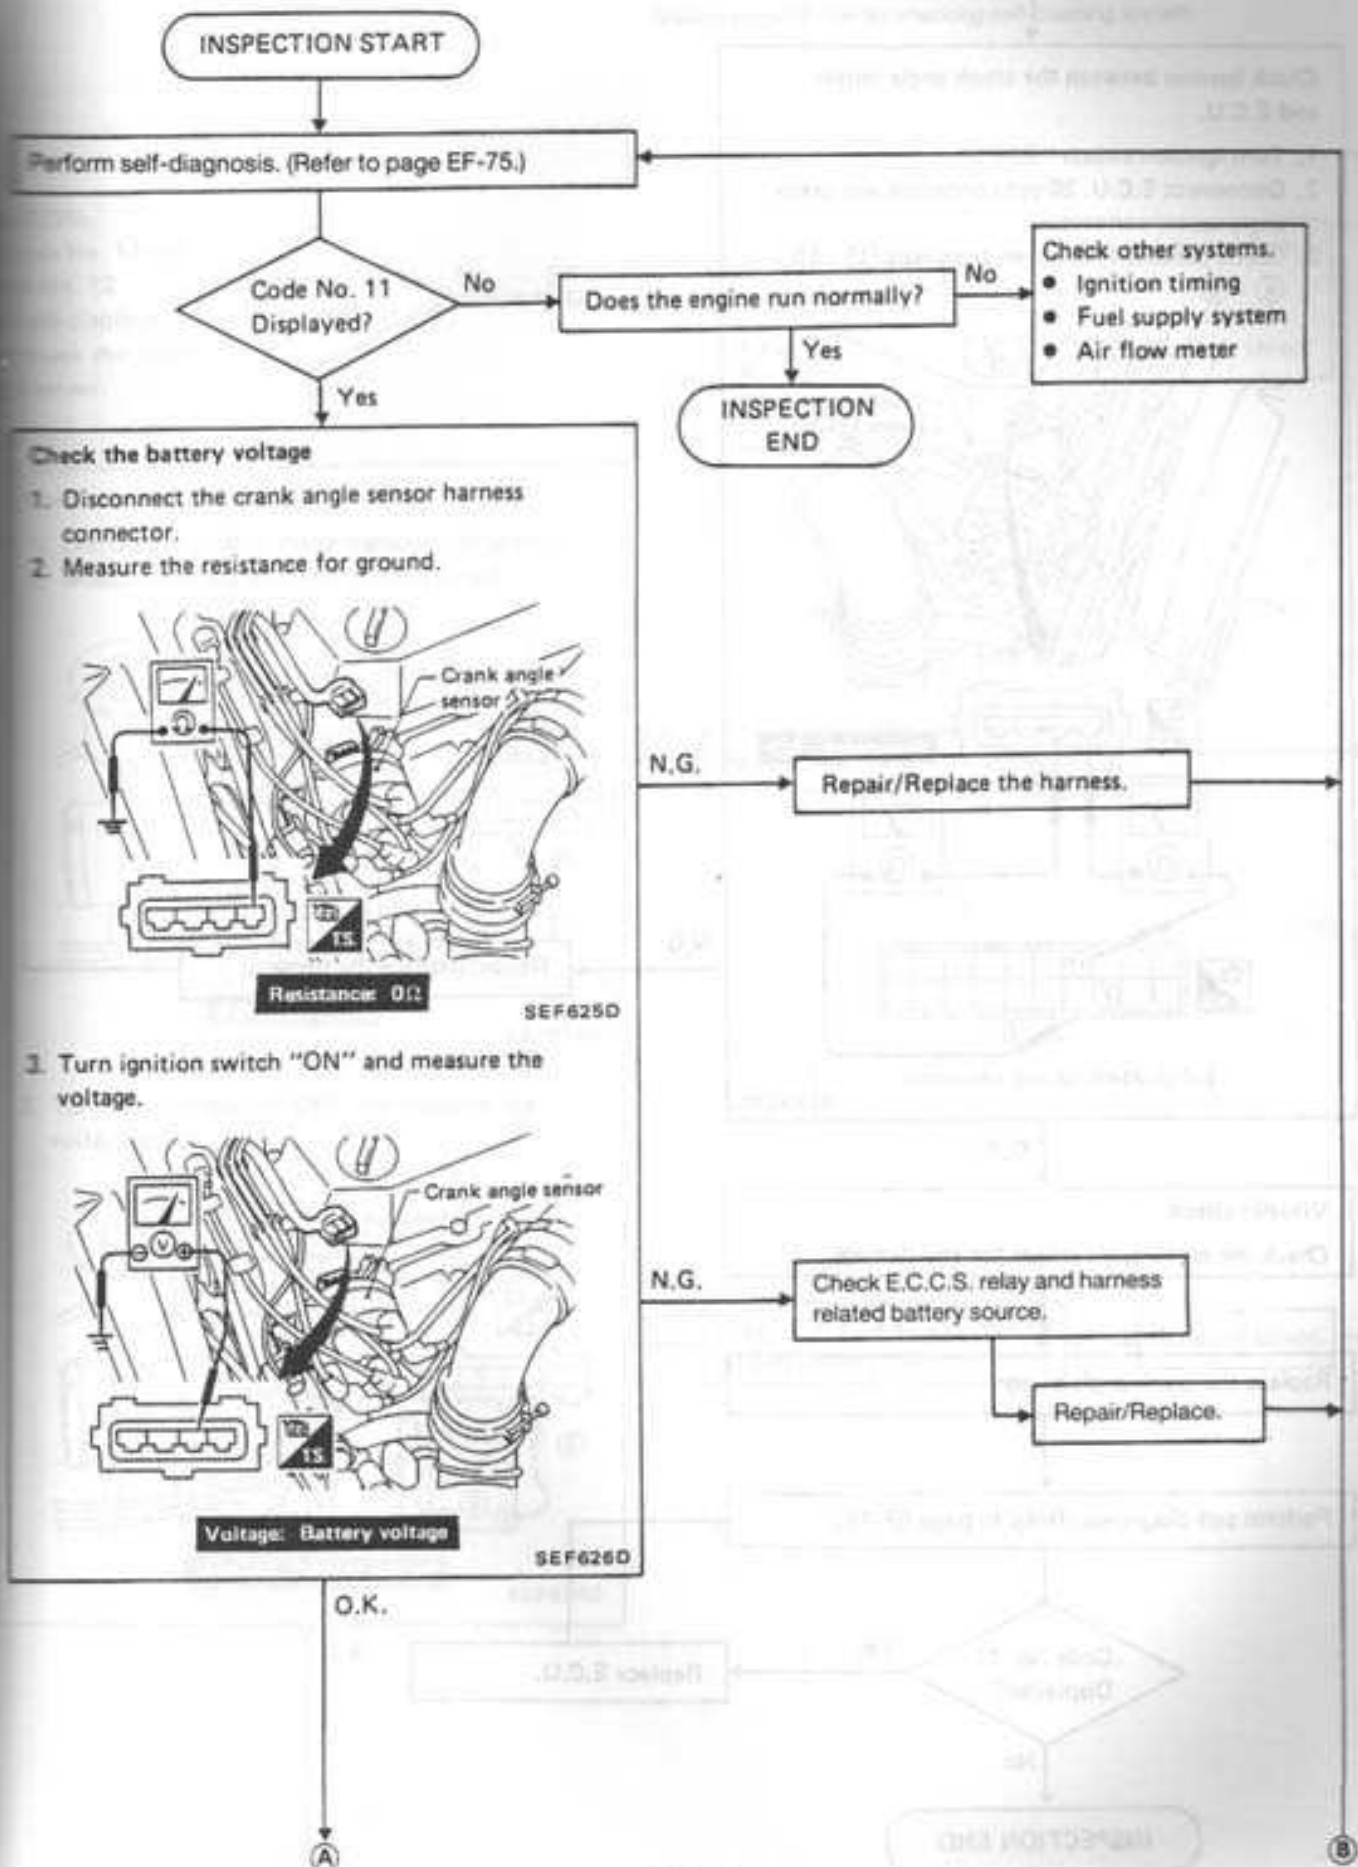 INSPECTION START
Perform self-diagnosis. (Refer to page EF-75.)
Code No. 11
Displayed?
No
Does the engine run normally?
No
Check other systems.
● Ignition timing
● Fuel supply system
● Air flow meter
Yes
INSPECTION
END
Yes
Check the battery voltage
1. Disconnect the crank angle sensor harness
connector.
2. Measure the resistance for ground.
Crank angle
sensor
Ω
T.S.
Resistance: 0Ω
SEF625D
N.G.
Repair/Replace the harness.
3. Turn ignition switch "ON" and measure the
voltage.
Crank angle sensor
V
T.S.
Voltage: Battery voltage
SEF626D
N.G.
Check E.C.C.S. relay and harness
related battery source.
Repair/Replace.
O.K.
A
B